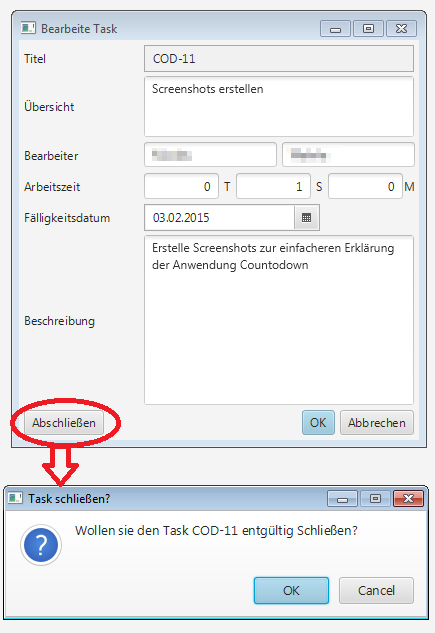 Bearbeite Task
Titel COD-11
Übersicht Screenshots erstellen
Bearbeiter
Arbeitszeit 0 T 1 S 0 M
Fälligkeitsdatum 03.02.2015
Beschreibung Erstelle Screenshots zur einfacheren Erklärung
der Anwendung Countodown
Abschließen OK Abbrechen
Task schließen?
Wollen sie den Task COD-11 entgültig Schließen?
OK Cancel